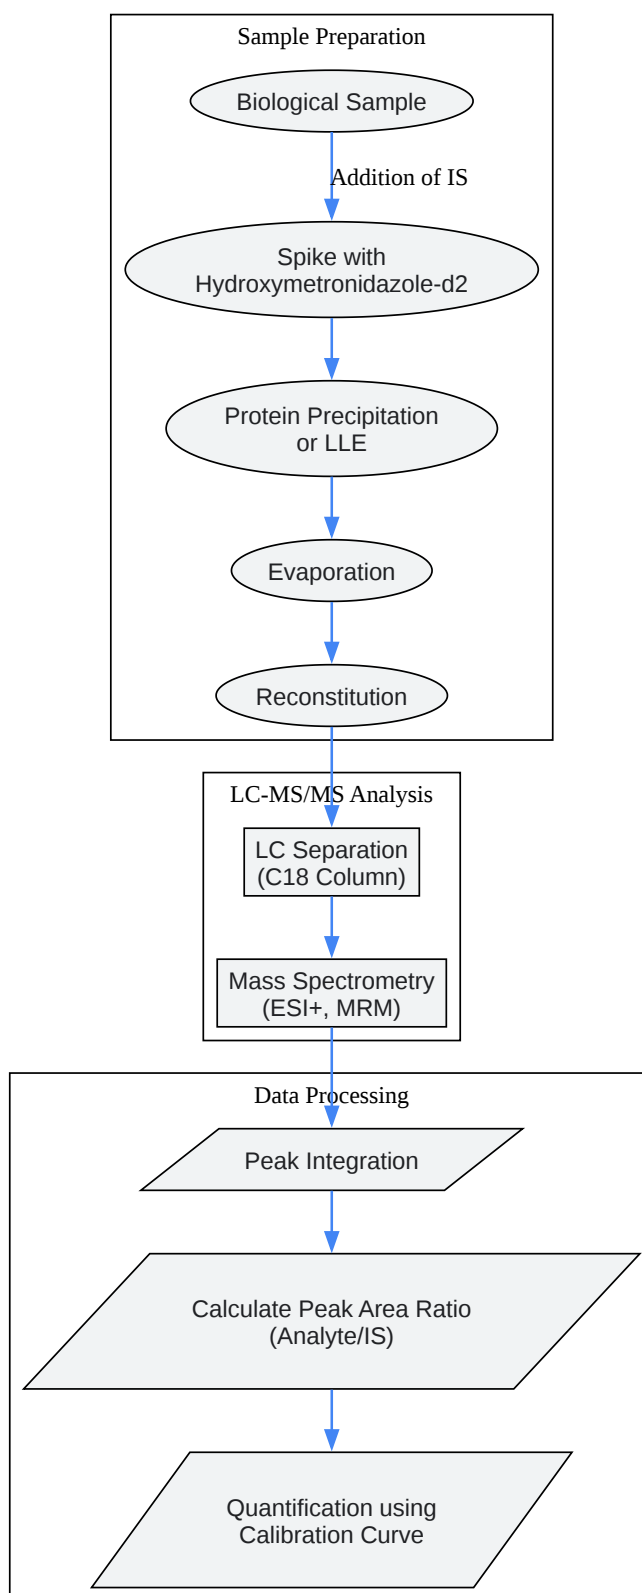 Sample Preparation
Biological Sample
Addition of IS
Spike with
Hydroxymetronidazole-d2
Protein Precipitation
or LLE
Evaporation
Reconstitution
LC-MS/MS Analysis
LC Separation
(C18 Column)
Mass Spectrometry
(ESI+, MRM)
Data Processing
Peak Integration
Calculate Peak Area Ratio
(Analyte/IS)
Quantification using
Calibration Curve